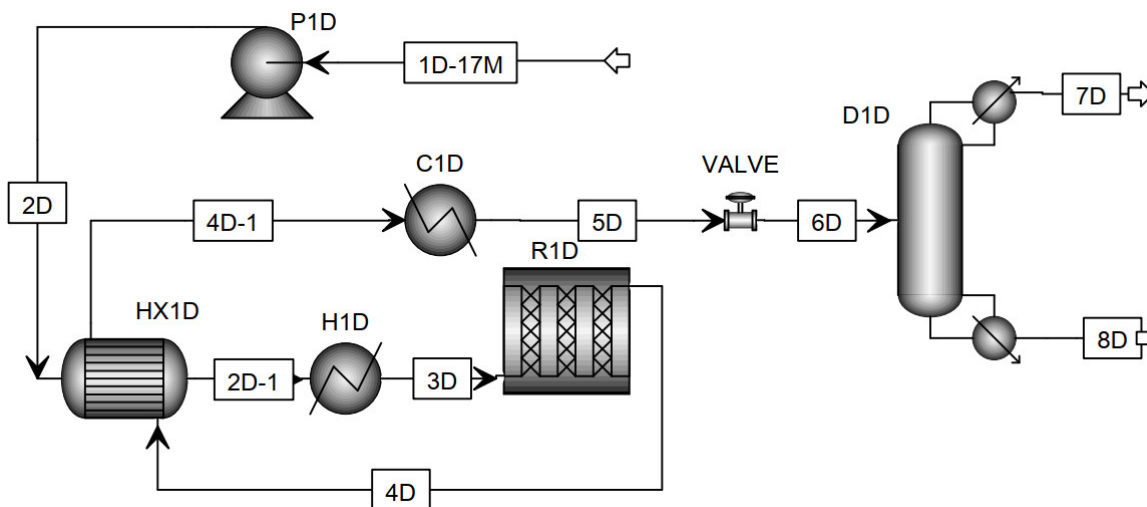 P1D
1D-17M
7D
D1D
C1D
VALVE
2D
4D-1
5D
6D
R1D
HX1D
H1D
2D-1
3D
8D
4D